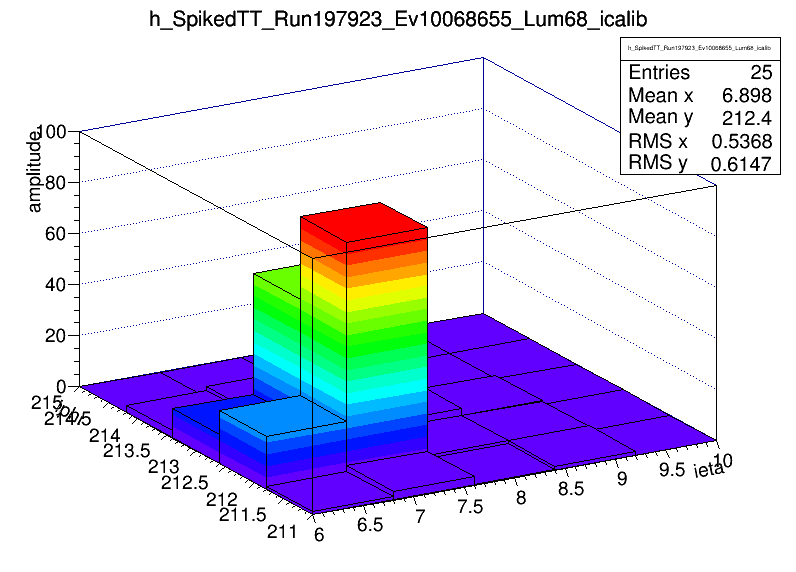 h_SpikedTT_Run197923_Ev10068655_Lum68_icalib
h_SpikedTT_Run197923_Ev10068655_Lum68_icalib
Entries 25
Mean x 6.898
Mean y 212.4
RMS x 0.5368
RMS y 0.6147
amplitude
100
80
60
40
20
0
215
214.5
214
213.5
213
212.5
212
211.5
211
6
6.5
7
7.5
8
8.5
9
9.5
10
ieta